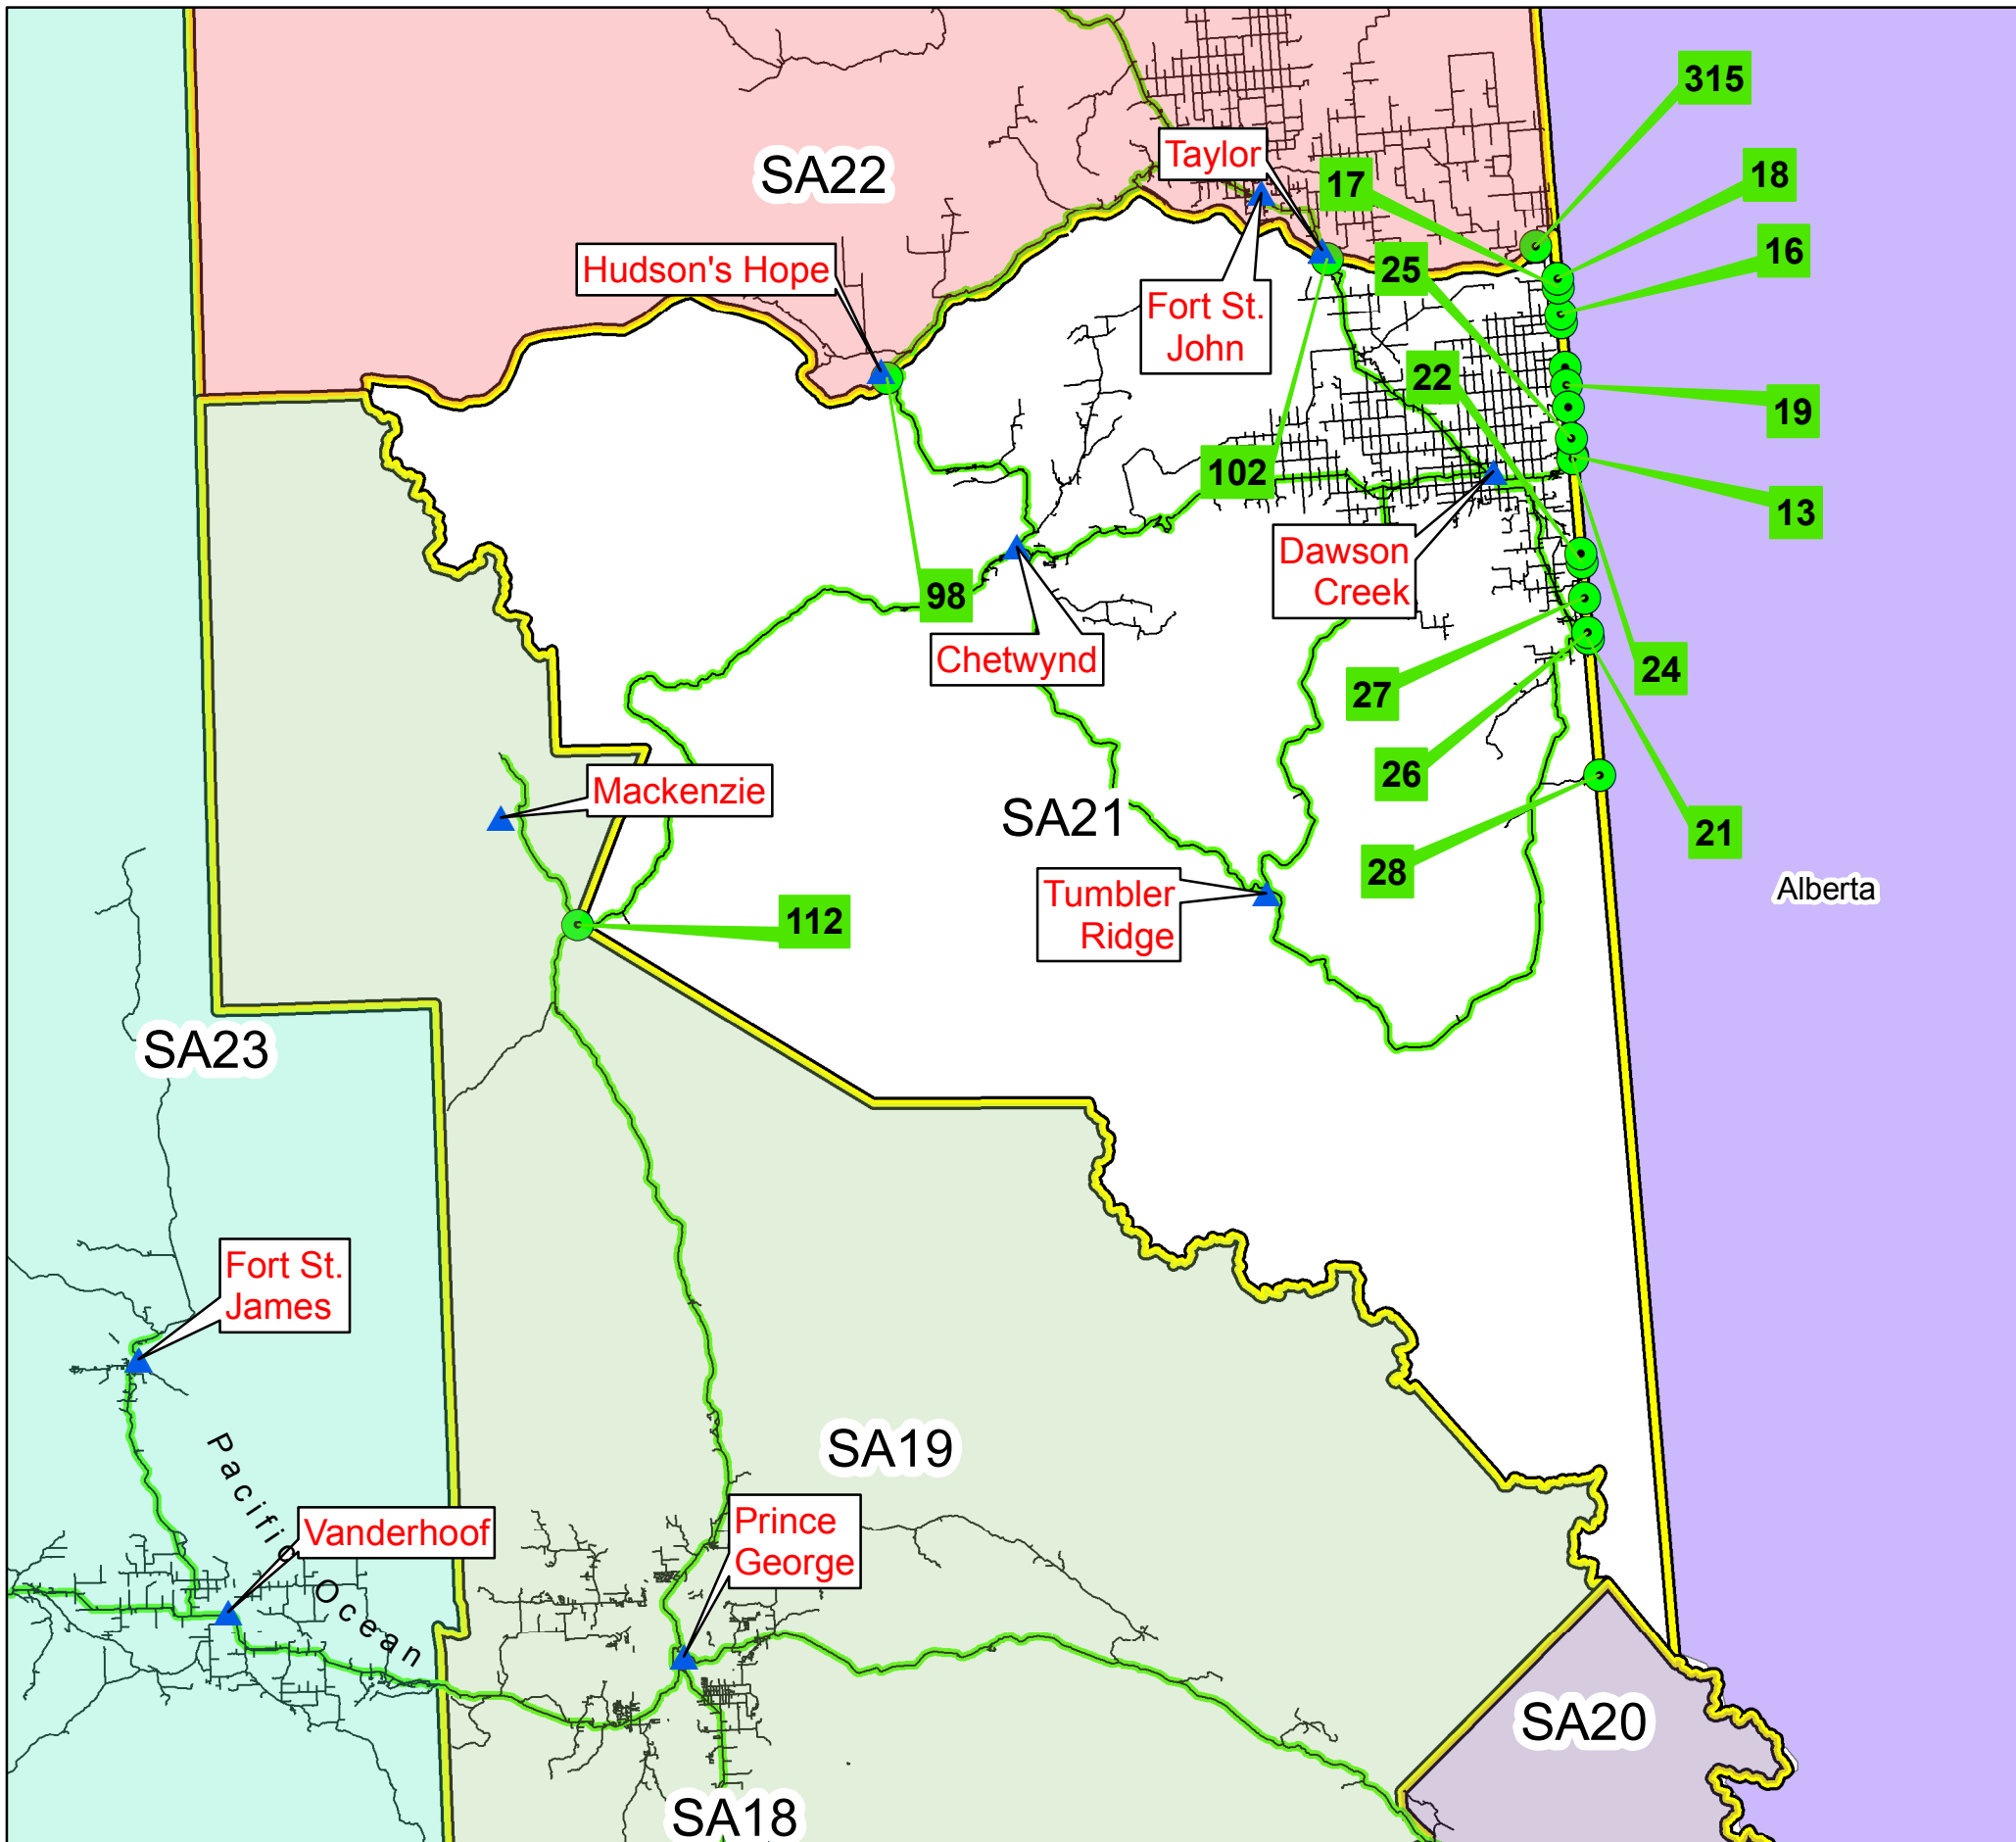 315
SA22
Taylor
17
18
16
Hudson's Hope
25
Fort St.
John
22
19
102
13
Dawson
Creek
98
Chetwynd
24
27
Mackenzie
26
SA21
21
28
Alberta
Tumbler
Ridge
112
SA23
Fort St.
James
SA19
Pacific Ocean
Vanderhoof
Prince
George
SA20
SA18